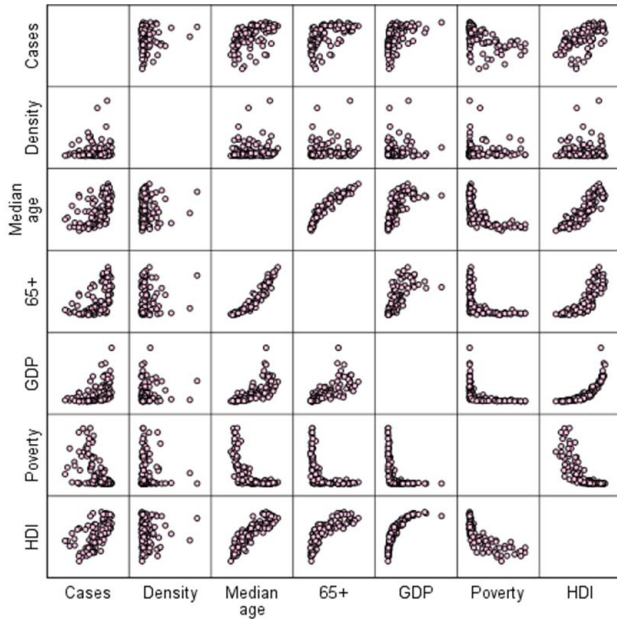 Cases
Density
Median
age
65+
GDP
Poverty
HDI
Cases
Density
Median
age
65+
GDP
Poverty
HDI